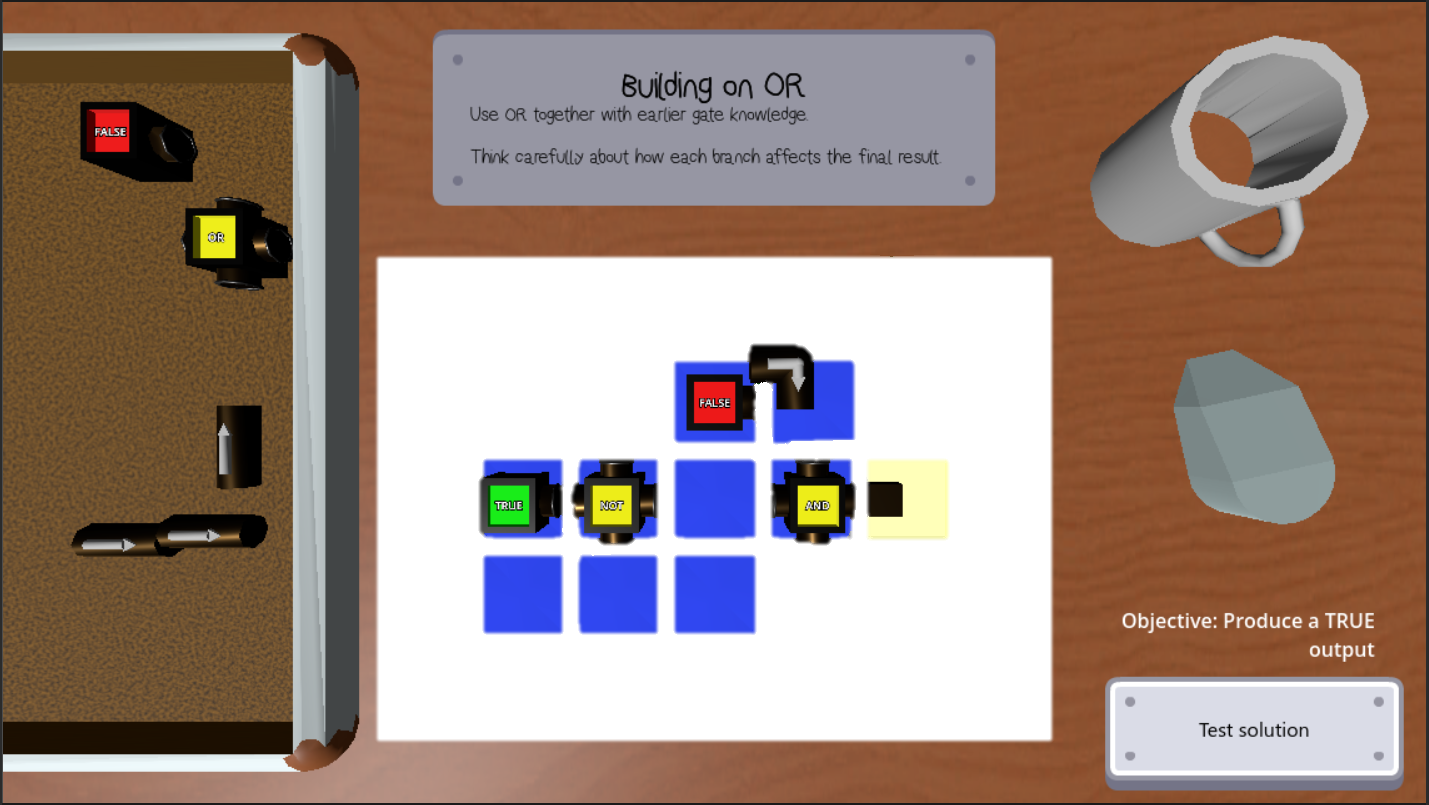 Building on OR
Use OR together with earlier gate knowledge.
Think carefully about how each branch affects the final result.
FALSE
OR
FALSE
TRUE
NOT
AND
Objective: Produce a TRUE
output
Test solution